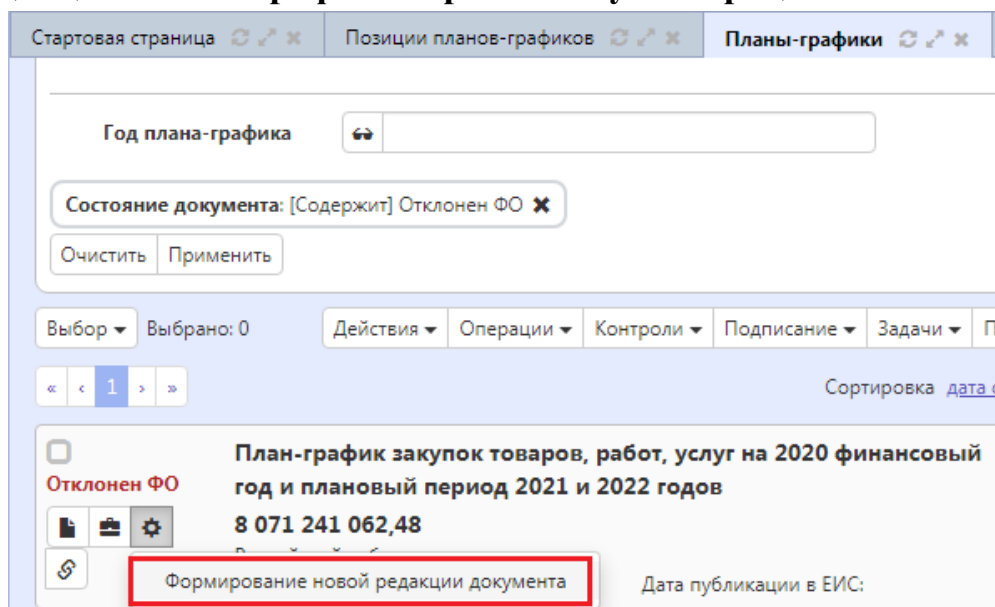 Стартовая страница
Позиции планов-графиков
Планы-графики
Год плана-графика
Состояние документа: [Содержит] Отклонен ФО ✖
Очистить
Применить
Выбор
Выбрано: 0
Действия
Операции
Контроли
Подписание
Задачи
« ‹ 1 › »
Сортировка дата
План-график закупок товаров, работ, услуг на 2020 финансовый
Отклонен ФО
год и плановый период 2021 и 2022 годов
8 071 241 062,48
Формирование новой редакции документа
Дата публикации в ЕИС: